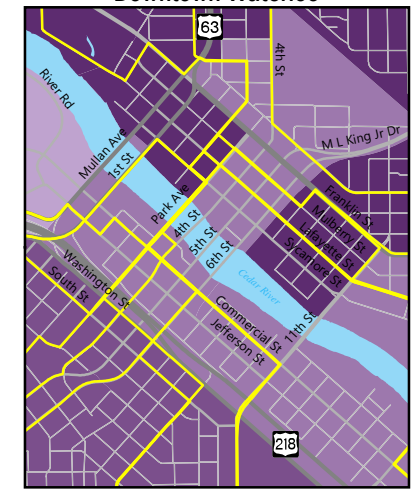 Downtown Waterloo
63
4th St
River Rd
M L King Jr Dr
Mullan Ave
1st St
Park Ave
Franklin St
Mulberry St
Lafayette St
Sycamore St
4th St
5th St
6th St
Cedar River
Washington St
South St
Commercial St
Jefferson St
11th St
218